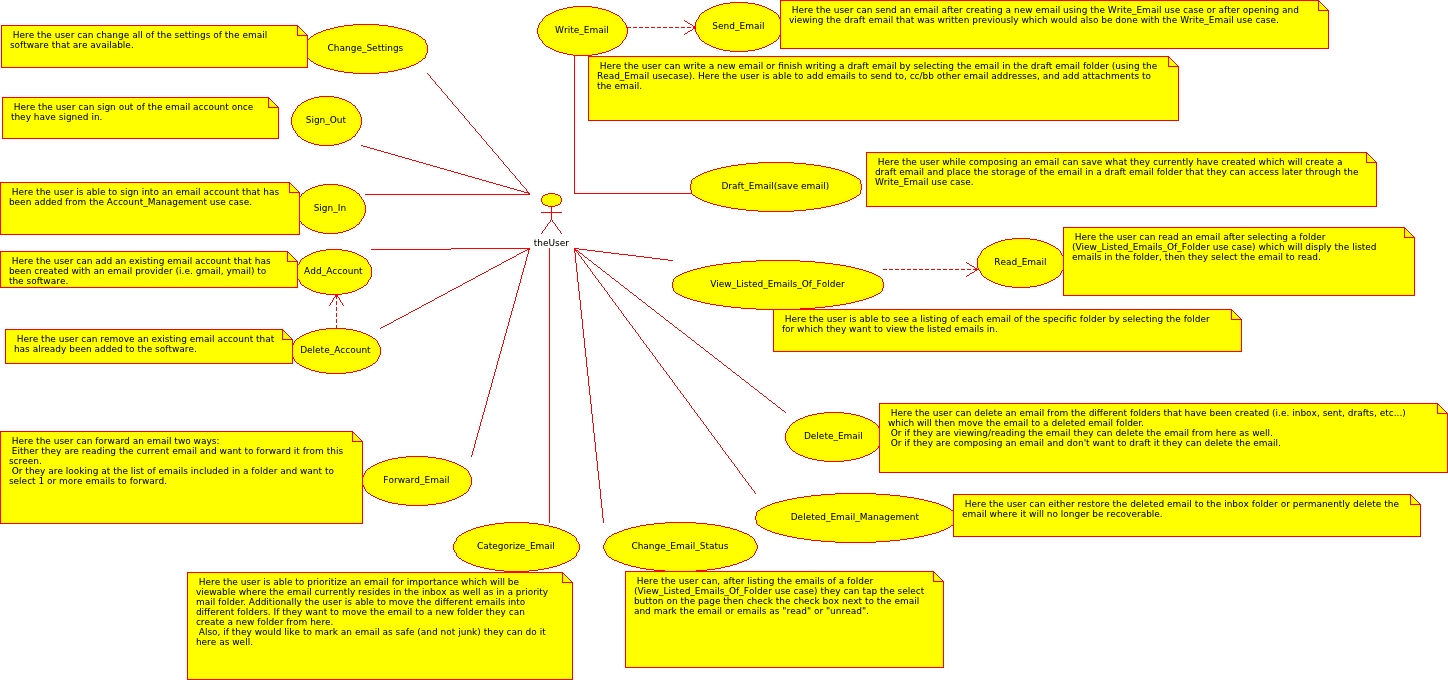 Write_Email
Send_Email
Here the user can send an email after creating a new email using the Write_Email use case or after opening and
viewing the draft email that was written previously which would also be done with the Write_Email use case.
Here the user can change all of the settings of the email
software that are available.
Change_Settings
Here the user can write a new email or finish writing a draft email by selecting the email in the draft email folder (using the
Read_Email usecase). Here the user is able to add emails to send to, cc/bb other email addresses, and add attachments to
the email.
Here the user can sign out of the email account once
they have signed in.
Sign_Out
Draft_Email(save email)
Here the user while composing an email can save what they currently have created which will create a
draft email and place the storage of the email in a draft email folder that they can access later through the
Write_Email use case.
Here the user is able to sign into an email account that has
been added from the Account_Management use case.
Sign_In
theUser
Here the user can add an existing email account that has
been created with an email provider (i.e. gmail, ymail) to
the software.
Add_Account
View_Listed_Emails_Of_Folder
Read_Email
Here the user can read an email after selecting a folder
(View_Listed_Emails_Of_Folder use case) which will disply the listed
emails in the folder, then they select the email to read.
Here the user is able to see a listing of each email of the specific folder by selecting the folder
for which they want to view the listed emails in.
Here the user can remove an existing email account that
has already been added to the software.
Delete_Account
Delete_Email
Here the user can delete an email from the different folders that have been created (i.e. inbox, sent, drafts, etc...)
which will then move the email to a deleted email folder.
Or if they are viewing/reading the email they can delete the email from here as well.
Or if they are composing an email and don't want to draft it they can delete the email.
Here the user can forward an email two ways:
Either they are reading the current email and want to forward it from this
screen.
Or they are looking at the list of emails included in a folder and want to
select 1 or more emails to forward.
Forward_Email
Deleted_Email_Management
Here the user can either restore the deleted email to the inbox folder or permanently delete the
email where it will no longer be recoverable.
Categorize_Email
Change_Email_Status
Here the user is able to prioritize an email for importance which will be
viewable where the email currently resides in the inbox as well as in a priority
mail folder. Additionally the user is able to move the different emails into
different folders. If they want to move the email to a new folder they can
create a new folder from here.
Also, if they would like to mark an email as safe (and not junk) they can do it
here as well.
Here the user can, after listing the emails of a folder
(View_Listed_Emails_Of_Folder use case) they can tap the select
button on the page then check the check box next to the email
and mark the email or emails as "read" or "unread".